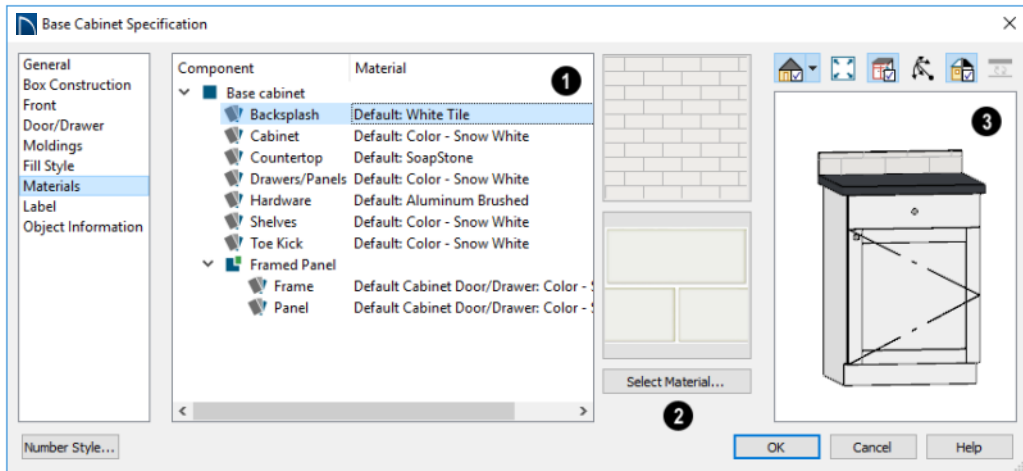 Base Cabinet Specification
General
Box Construction
Front
Door/Drawer
Moldings
Fill Style
Materials
Label
Object Information
Component Material
1
Base cabinet
Backsplash Default: White Tile
Cabinet Default: Color - Snow White
Countertop Default: SoapStone
Drawers/Panels Default: Color - Snow White
Hardware Default: Aluminum Brushed
Shelves Default: Color - Snow White
Toe Kick Default: Color - Snow White
Framed Panel
Frame Default Cabinet Door/Drawer: Color -
Panel Default Cabinet Door/Drawer: Color -
Select Material...
2
3
Number Style...
OK Cancel Help